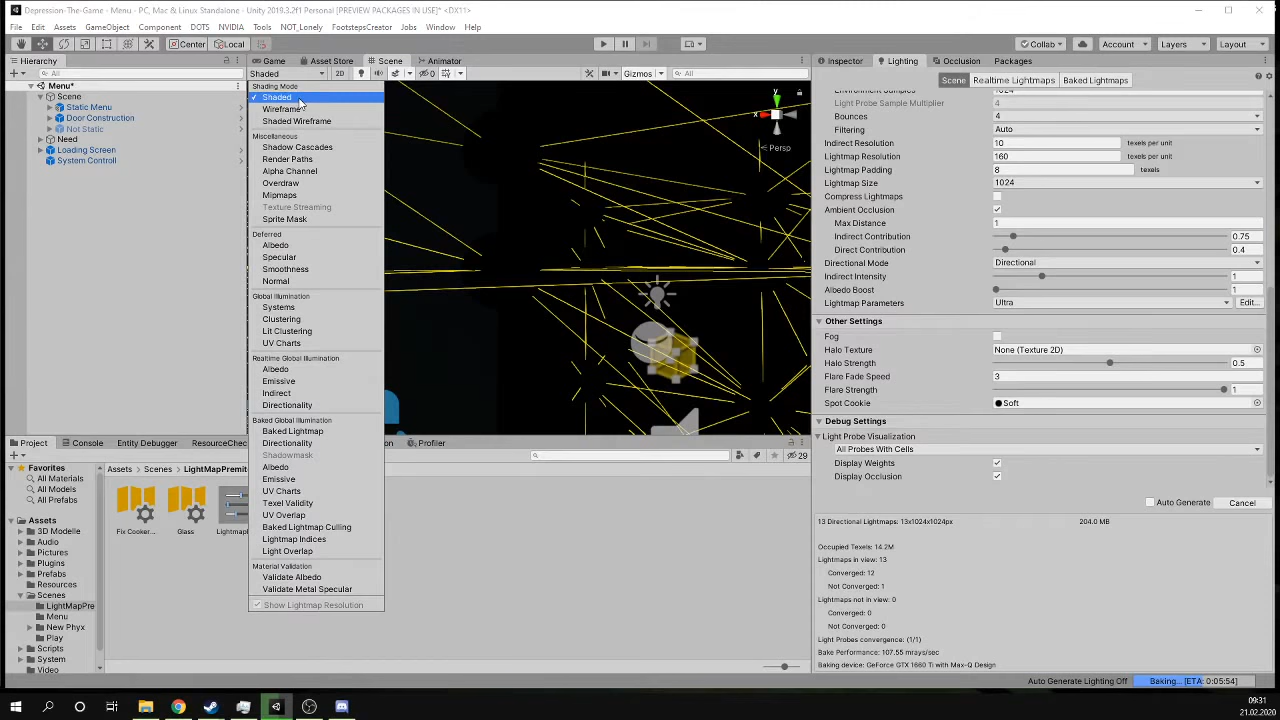 Depression-The-Game - Menu - PC, Mac & Linux Standalone - Unity 2019.3.2f1 Personal [PREVIEW PACKAGES IN USE]* <DX11>
File Edit Assets GameObject Component DOTS NVIDIA Tools NOT_Lonely FootstepsCreator Jobs Window Help
Center Local Collab Account Layers Layout
Hierarchy Game Asset Store Scene Animator Inspector Lighting Occlusion Packages
All Shaded 2D 0 Gizmos All Scene Realtime Lightmaps Baked Lightmaps
Menu*
Scene
Static Menu
Door Construction
Not Static
Need
Loading Screen
System Controll
Shading Mode
Shaded
Wireframe
Shaded Wireframe
Miscellaneous
Shadow Cascades
Render Paths
Alpha Channel
Overdraw
Mipmaps
Texture Streaming
Sprite Mask
Deferred
Albedo
Specular
Smoothness
Normal
Global Illumination
Systems
Clustering
Lit Clustering
UV Charts
Realtime Global Illumination
Albedo
Emissive
Indirect
Directionality
Baked Global Illumination
Baked Lightmap
Directionality
Shadowmask
Albedo
Emissive
UV Charts
Texel Validity
UV Overlap
Baked Lightmap Culling
Lightmap Indices
Light Overlap
Material Validation
Validate Albedo
Validate Metal Specular
Show Lightmap Resolution
y
x
Persp
Environment Samples
Light Probe Sample Multiplier 4
Bounces 4
Filtering Auto
Indirect Resolution 10 texels per unit
Lightmap Resolution 160 texels per unit
Lightmap Padding 8 texels
Lightmap Size 1024
Compress Lightmaps
Ambient Occlusion
Max Distance 1
Indirect Contribution 0.75
Direct Contribution 0.4
Directional Mode Directional
Indirect Intensity 1
Albedo Boost 1
Lightmap Parameters Ultra Edit...
Other Settings
Fog
Halo Texture None (Texture 2D)
Halo Strength 0.5
Flare Fade Speed 3
Flare Strength 1
Spot Cookie Soft
Debug Settings
Light Probe Visualization
All Probes With Cells
Display Weights
Display Occlusion
Auto Generate Cancel
13 Directional Lightmaps: 13x1024x1024px 204.0 MB
Occupied Texels: 14.2M
Lightmaps in view: 13
Converged: 12
Not Converged: 1
Lightmaps not in view: 0
Converged: 0
Not Converged: 0
Light Probes convergence: (1/1)
Bake Performance: 107.55 mrays/sec
Baking device: GeForce GTX 1660 Ti with Max-Q Design
Project Console Entity Debugger ResourceChec Profiler
29
Favorites
All Materials
All Models
All Prefabs
Assets
3D Modelle
Audio
Pictures
Plugins
Prefabs
Resources
Scenes
LightMapPre
Menu
New Phyx
Play
Scripts
System
Video
Assets Scenes LightMapPremit
Fix Cooker... Glass Lightmap
Auto Generate Lighting Off Baking... [ETA: 0:05:54]
09:31
21.02.2020